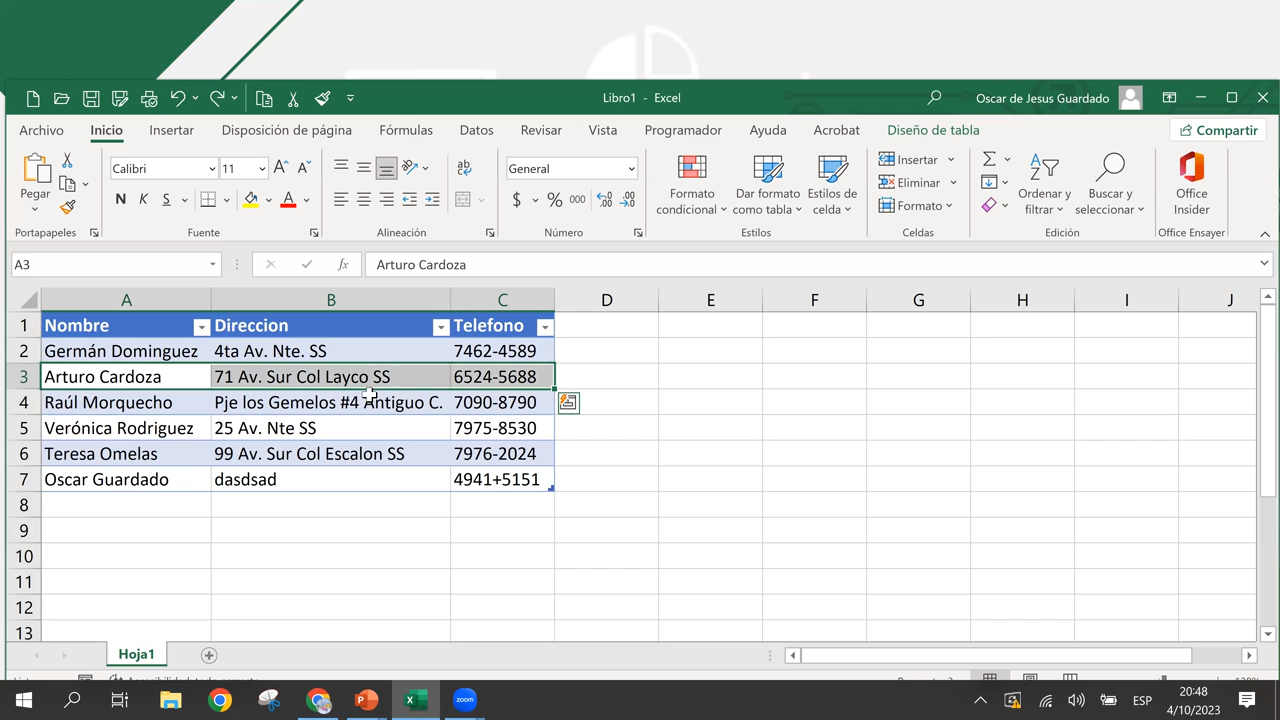 Libro1 - Excel
Oscar de Jesus Guardado
Archivo Inicio Insertar Disposición de página Fórmulas Datos Revisar Vista Programador Ayuda Acrobat Diseño de tabla Compartir
Pegar
Calibri 11
N K S
General
$ % 000
Formato condicional
Dar formato como tabla
Estilos de celda
Insertar
Eliminar
Formato
Ordenar y filtrar
Buscar y seleccionar
Office Insider
Portapapeles Fuente Alineación Número Estilos Celdas Edición Office Ensayer
A3 fx Arturo Cardoza
A B C D E F G H I J
1 Nombre Direccion Telefono
2 Germán Dominguez 4ta Av. Nte. SS 7462-4589
3 Arturo Cardoza 71 Av. Sur Col Layco SS 6524-5688
4 Raúl Morquecho Pje los Gemelos #4 Antiguo C. 7090-8790
5 Verónica Rodriguez 25 Av. Nte SS 7975-8530
6 Teresa Omelas 99 Av. Sur Col Escalon SS 7976-2024
7 Oscar Guardado dasdsad 4941+5151
8
9
10
11
12
13
Hoja1
zoom
ESP
20:48
4/10/2023